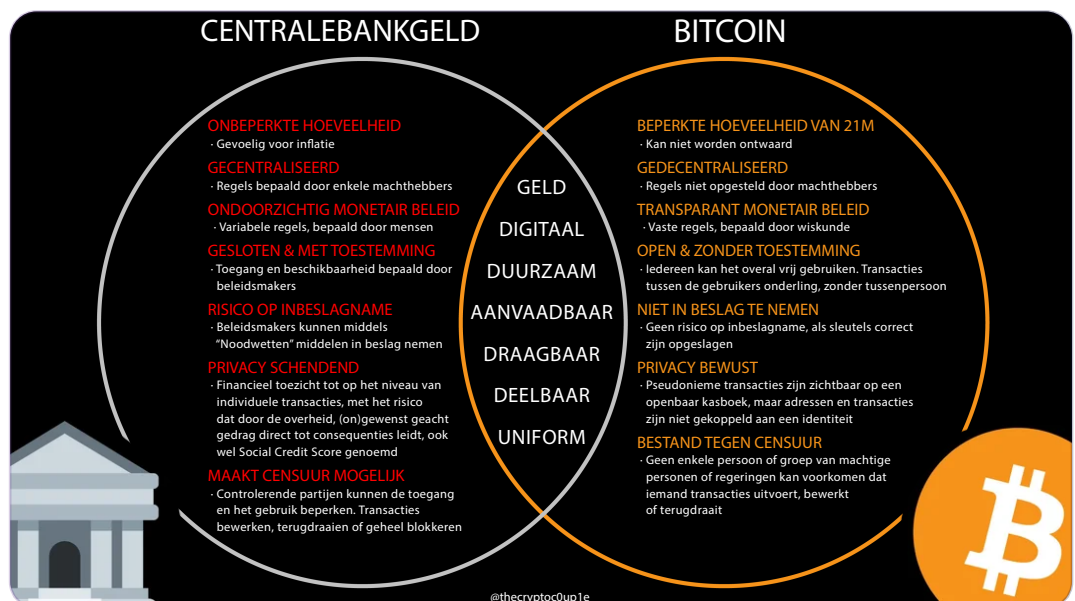 CENTRALEBANKGELD
BITCOIN
ONBEPERKTE HOEVEELHEID
· Gevoelig voor inflatie
GECENTRALISEERD
· Regels bepaald door enkele machthebbers
ONDOORZICHTIG MONETAIR BELEID
· Variabele regels, bepaald door mensen
GESLOTEN & MET TOESTEMMING
· Toegang en beschikbaarheid bepaald door
beleidsmakers
RISICO OP INBESLAGNAME
· Beleidsmakers kunnen middels
“Noodwetten” middelen in beslag nemen
PRIVACY SCHENDEND
· Financieel toezicht tot op het niveau van
individuele transacties, met het risico
dat door de overheid, (on)gewenst geacht
gedrag direct tot consequenties leidt, ook
wel Social Credit Score genoemd
MAAKT CENSUUR MOGELIJK
· Controlerende partijen kunnen de toegang
en het gebruik beperken. Transacties
bewerken, terugdraaien of geheel blokkeren
GELD
DIGITAAL
DUURZAAM
AANVAADBAAR
DRAAGBAAR
DEELBAAR
UNIFORM
BEPERKTE HOEVEELHEID VAN 21M
· Kan niet worden ontwaard
GEDECENTRALISEERD
· Regels niet opgesteld door machthebbers
TRANSPARANT MONETAIR BELEID
· Vaste regels, bepaald door wiskunde
OPEN & ZONDER TOESTEMMING
· Iedereen kan het overal vrij gebruiken. Transacties
tussen de gebruikers onderling, zonder tussenpersoon
NIET IN BESLAG TE NEMEN
· Geen risico op inbeslagname, als sleutels correct
zijn opgeslagen
PRIVACY BEWUST
· Pseudonieme transacties zijn zichtbaar op een
openbaar kasboek, maar adressen en transacties
zijn niet gekoppeld aan een identiteit
BESTAND TEGEN CENSUUR
· Geen enkele persoon of groep van machtige
personen of regeringen kan voorkomen dat
iemand transacties uitvoert, bewerkt
of terugdraait
@thecryptoc0up1e